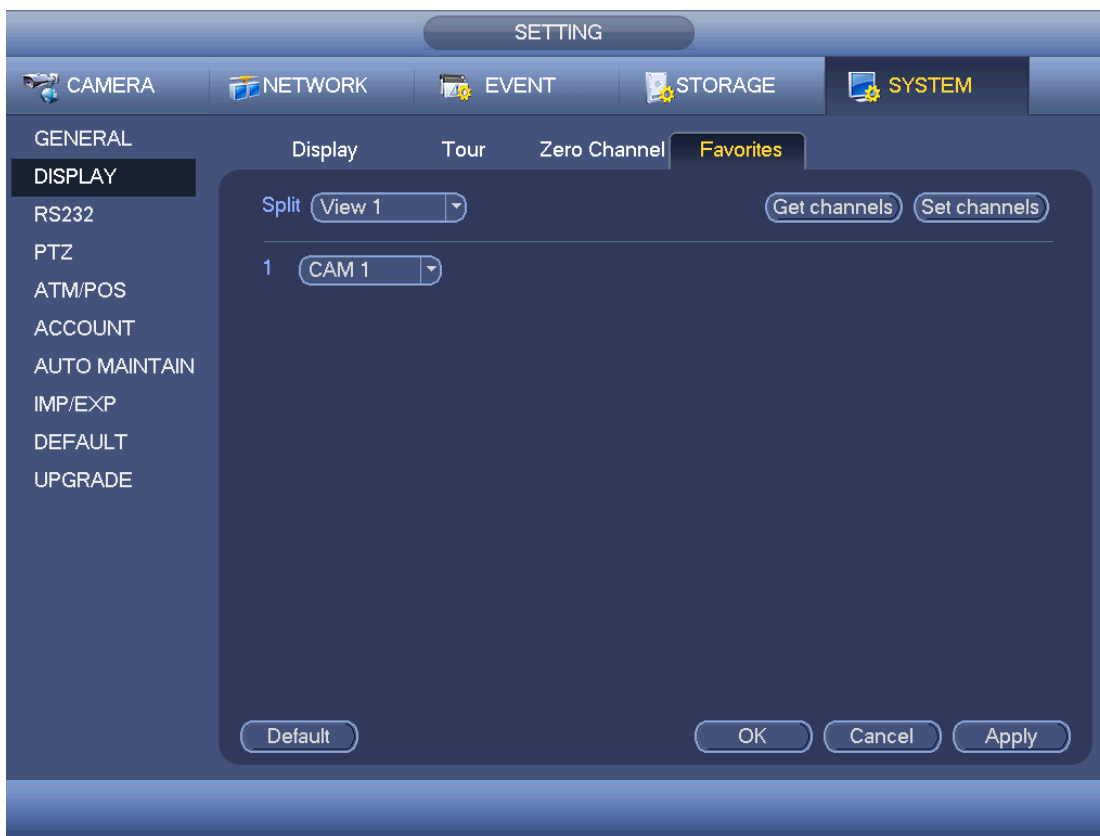 SETTING
CAMERA NETWORK EVENT STORAGE SYSTEM
GENERAL
DISPLAY
RS232
PTZ
ATM/POS
ACCOUNT
AUTO MAINTAIN
IMP/EXP
DEFAULT
UPGRADE
Display Tour Zero Channel Favorites
Split View 1 Get channels Set channels
1 CAM 1
Default OK Cancel Apply